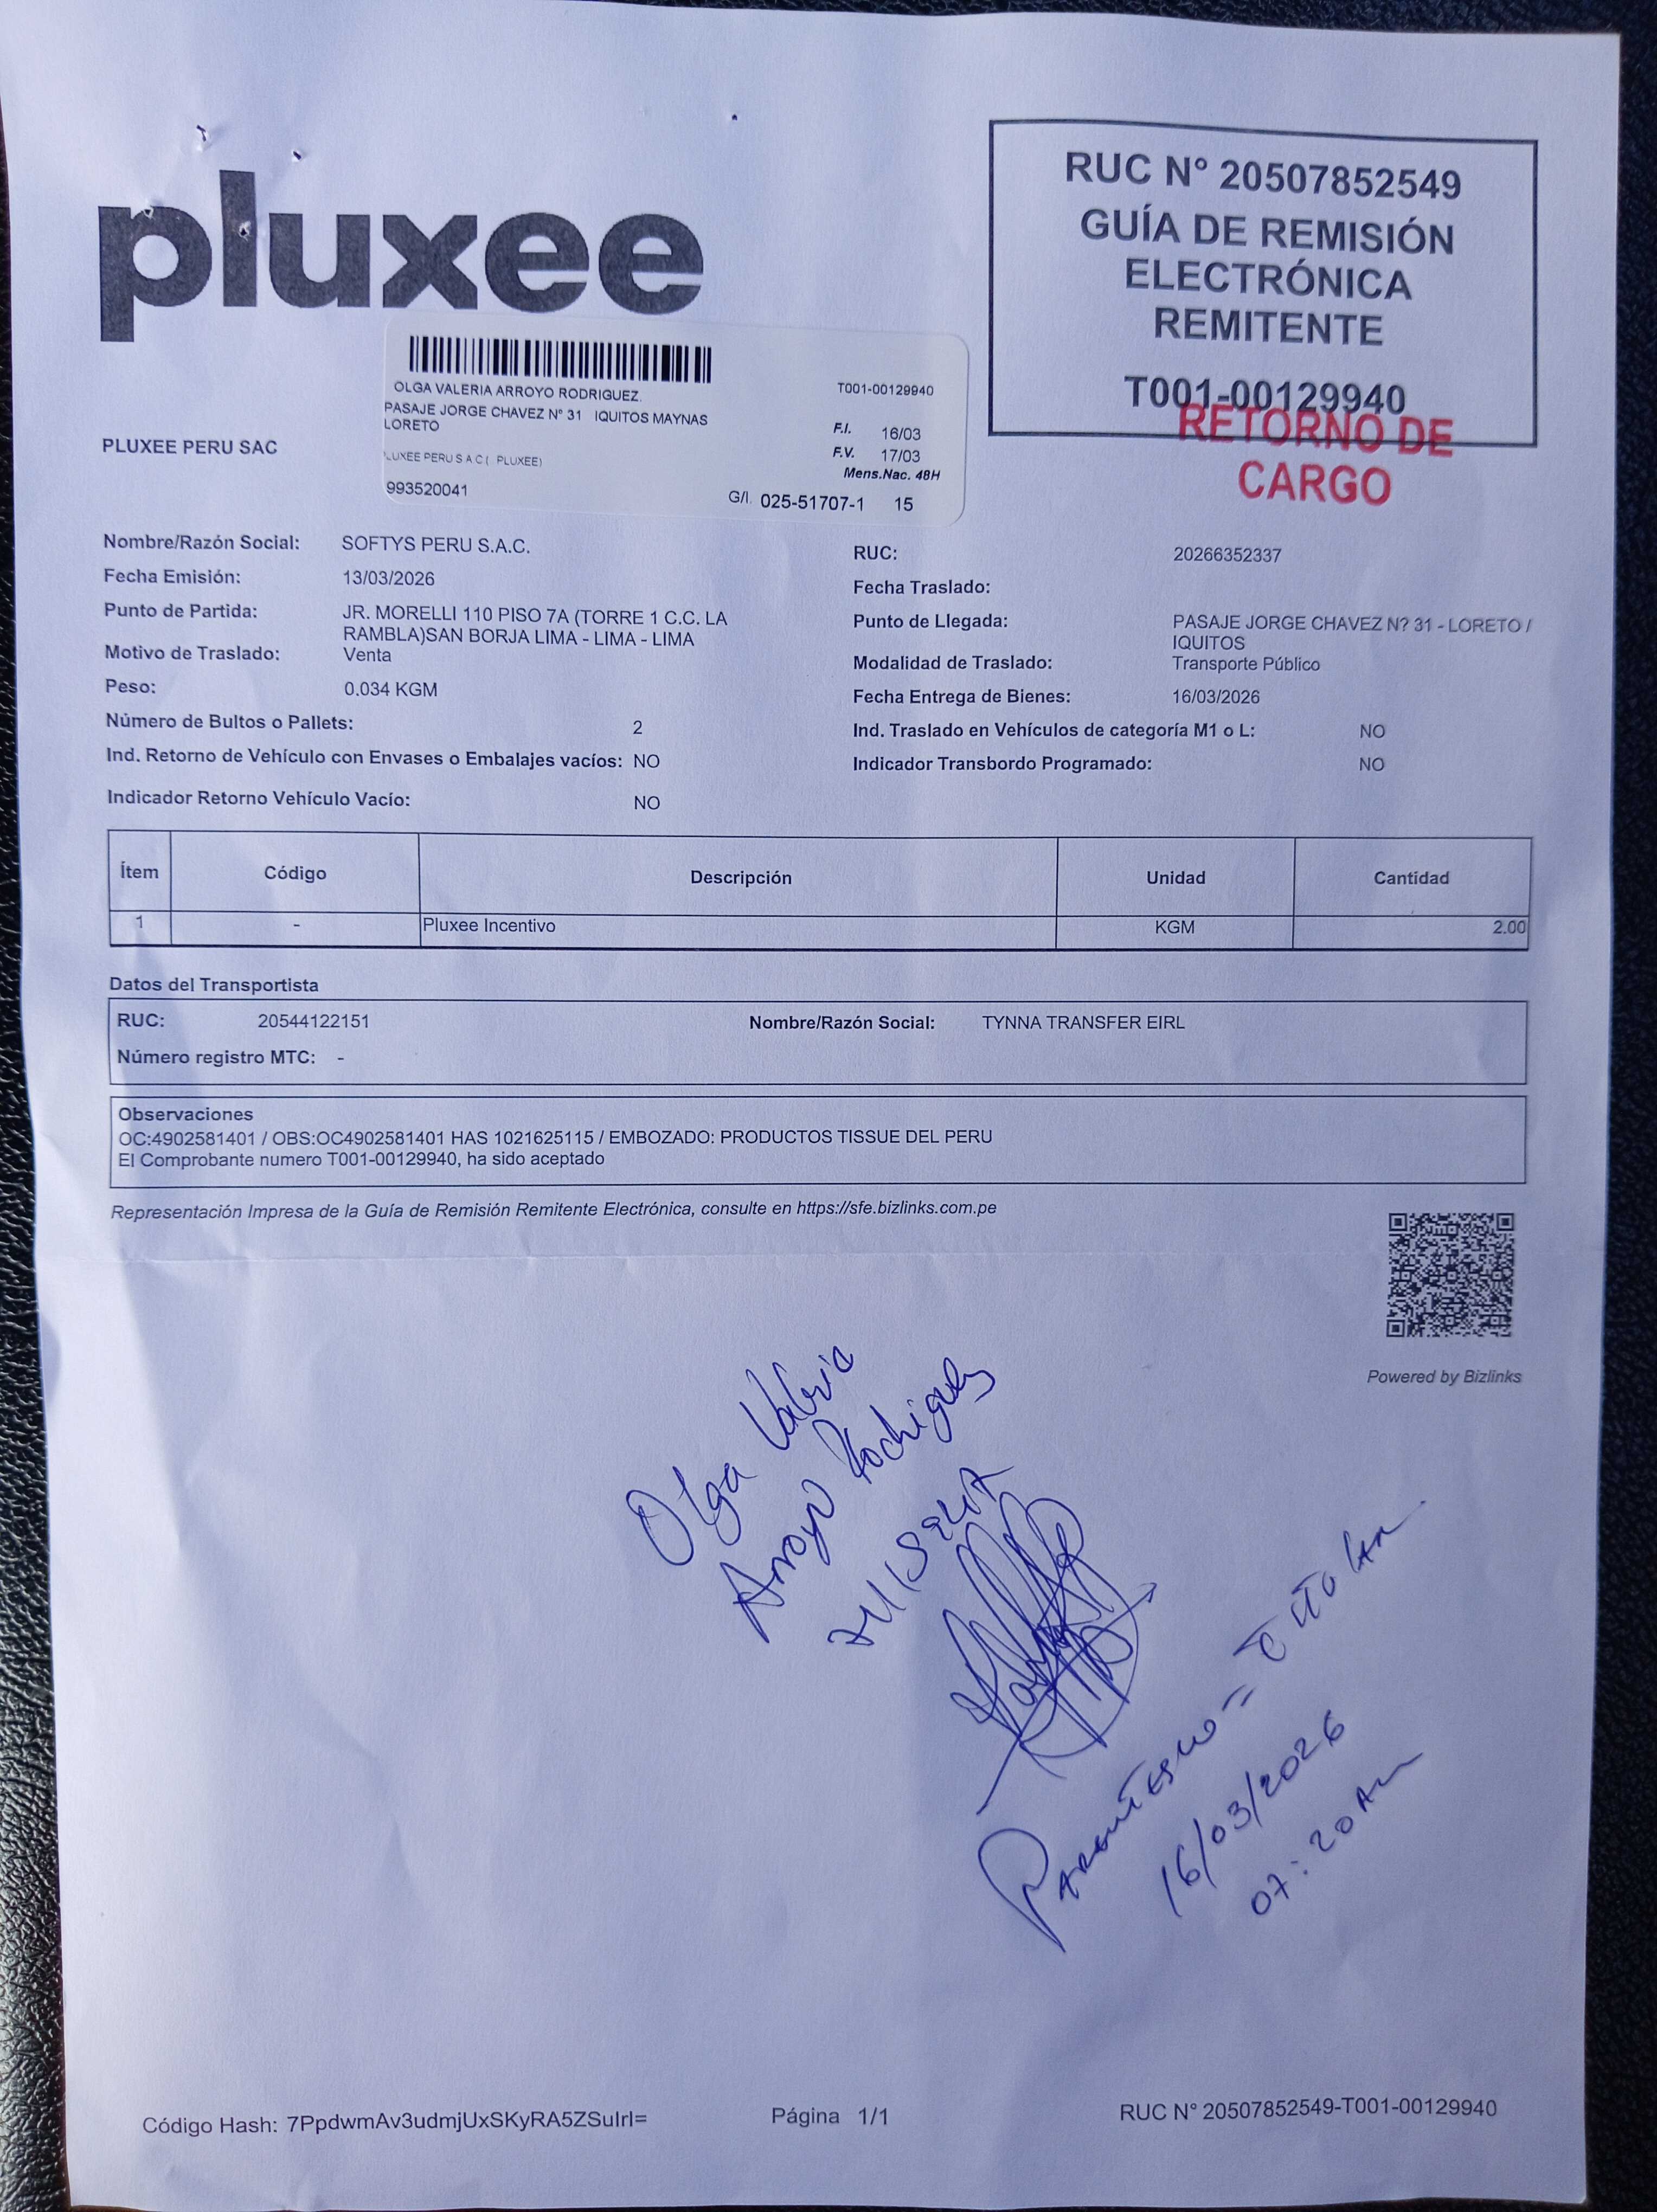 pluxee
RUC N° 20507852549
GUÍA DE REMISIÓN
ELECTRÓNICA
REMITENTE
T001-00129940
RETORNO DE
CARGO
PLUXEE PERU SAC
OLGA VALERIA ARROYO RODRIGUEZ.
T001-00129940
PASAJE JORGE CHAVEZ N° 31 IQUITOS MAYNAS
LORETO
F.I. 16/03
F.V. 17/03
LUXEE PERU S A C ( PLUXEE)
Mens.Nac. 48H
993520041
G/I. 025-51707-1 15
Nombre/Razón Social: SOFTYS PERU S.A.C.
RUC: 20266352337
Fecha Emisión: 13/03/2026
Fecha Traslado:
Punto de Partida: JR. MORELLI 110 PISO 7A (TORRE 1 C.C. LA
RAMBLA)SAN BORJA LIMA - LIMA - LIMA
Punto de Llegada: PASAJE JORGE CHAVEZ N? 31 - LORETO /
IQUITOS
Motivo de Traslado: Venta
Modalidad de Traslado: Transporte Público
Peso: 0.034 KGM
Fecha Entrega de Bienes: 16/03/2026
Número de Bultos o Pallets: 2
Ind. Traslado en Vehículos de categoría M1 o L: NO
Ind. Retorno de Vehículo con Envases o Embalajes vacíos: NO
Indicador Transbordo Programado: NO
Indicador Retorno Vehículo Vacío: NO
Ítem Código Descripción Unidad Cantidad
1 - Pluxee Incentivo KGM 2.00
Datos del Transportista
RUC: 20544122151 Nombre/Razón Social: TYNNA TRANSFER EIRL
Número registro MTC: -
Observaciones
OC:4902581401 / OBS:OC4902581401 HAS 1021625115 / EMBOZADO: PRODUCTOS TISSUE DEL PERU
El Comprobante numero T001-00129940, ha sido aceptado
Representación Impresa de la Guía de Remisión Remitente Electrónica, consulte en https://sfe.bizlinks.com.pe
Powered by Bizlinks
Olga Valeria
Arroyo Rodriguez
Parentesco = Titular
16/03/2026
07:20 AM
Código Hash: 7PpdwmAv3udmjUxSKyRA5ZSuIrI=
Página 1/1
RUC N° 20507852549-T001-00129940